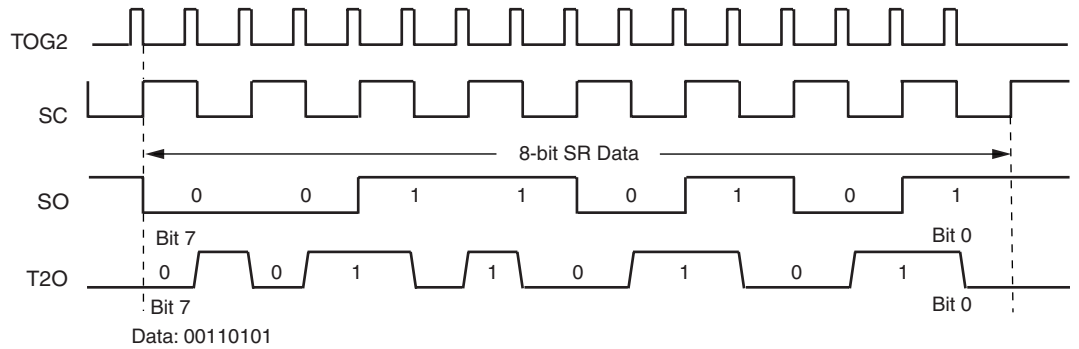 TOG2
SC
8-bit SR Data
SO
0 0 1 1 0 1 0 1
Bit 7 Bit 0
T2O
0 0 1 1 0 1 0 1
Bit 7 Bit 0
Data: 00110101